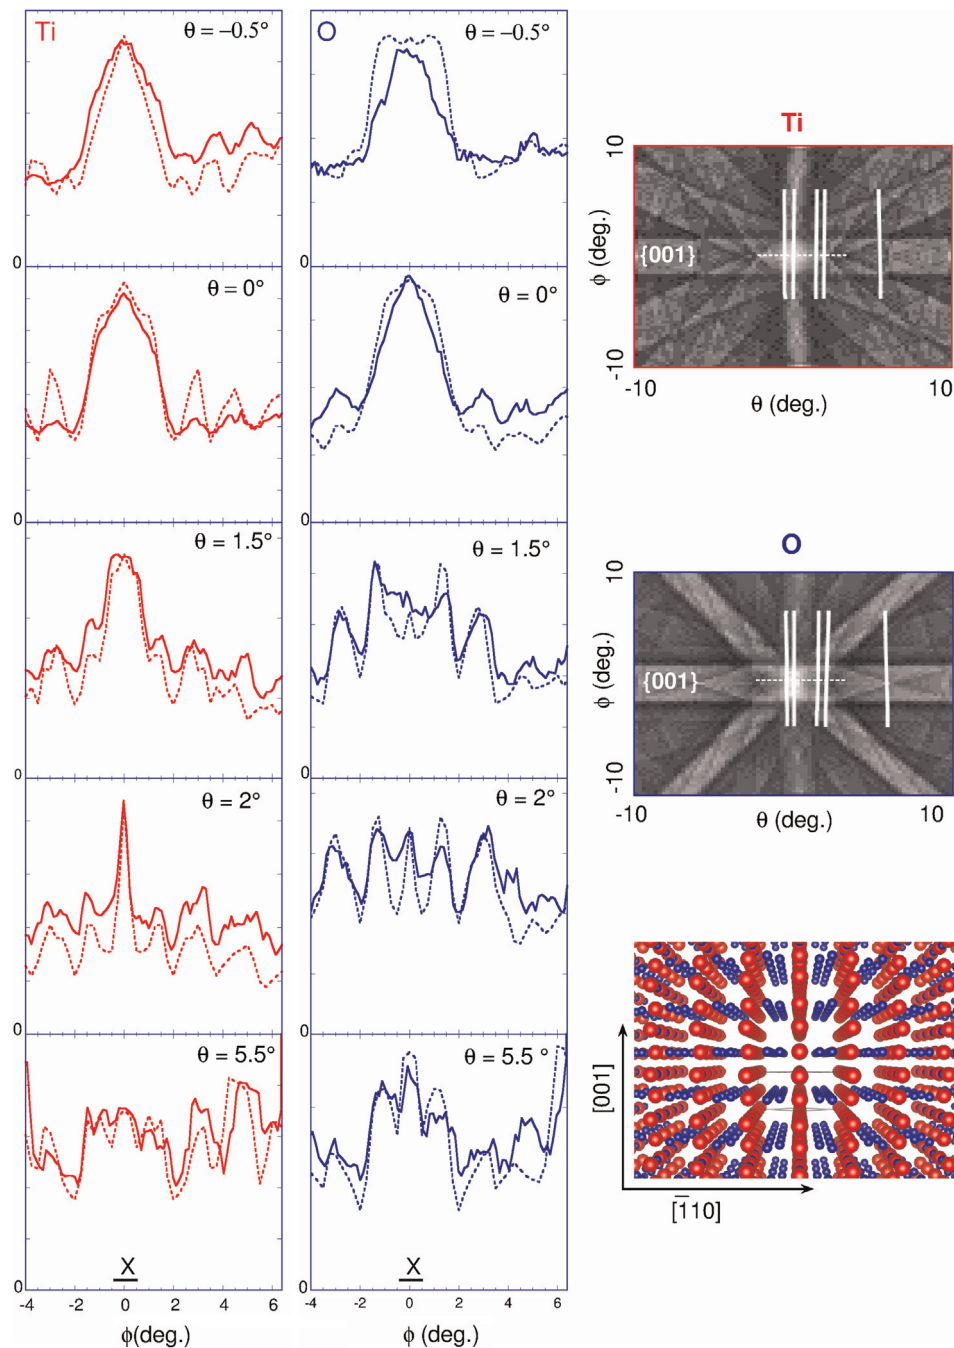 Ti
θ = –0.5°
0
θ = 0°
0
θ = 1.5°
0
θ = 2°
0
θ = 5.5°
X
0
-4 -2 0 2 4 6
ϕ(deg.)
O
θ = –0.5°
0
θ = 0°
0
θ = 1.5°
0
θ = 2°
0
θ = 5.5 °
X
0
-4 -2 0 2 4 6
ϕ (deg.)
Ti
10
ϕ (deg.)
{001}
-10
-10 10
θ (deg.)
O
10
ϕ (deg.)
{001}
-10
-10 10
θ (deg.)
[001]
[1̅10]